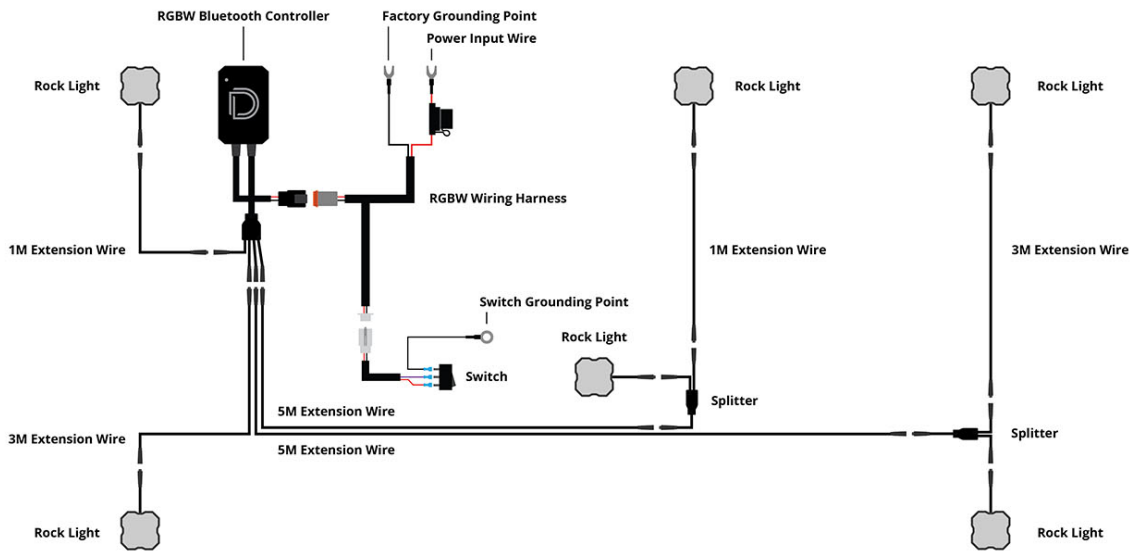 RGBW Bluetooth Controller
Factory Grounding Point
Power Input Wire
Rock Light
Rock Light
Rock Light
RGBW Wiring Harness
1M Extension Wire
1M Extension Wire
3M Extension Wire
Switch Grounding Point
Rock Light
Switch
Splitter
5M Extension Wire
3M Extension Wire
5M Extension Wire
Splitter
Rock Light
Rock Light